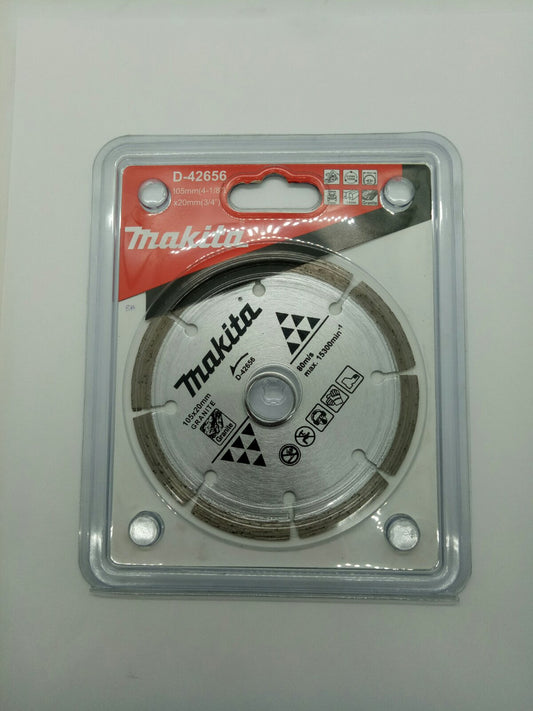 D-42656
105mm(4-1/8")
x20mm(3/4")
Makita
makita®
D-42656
80m/s
max. 15300min⁻¹
105x20mm
GRANITE
Granite